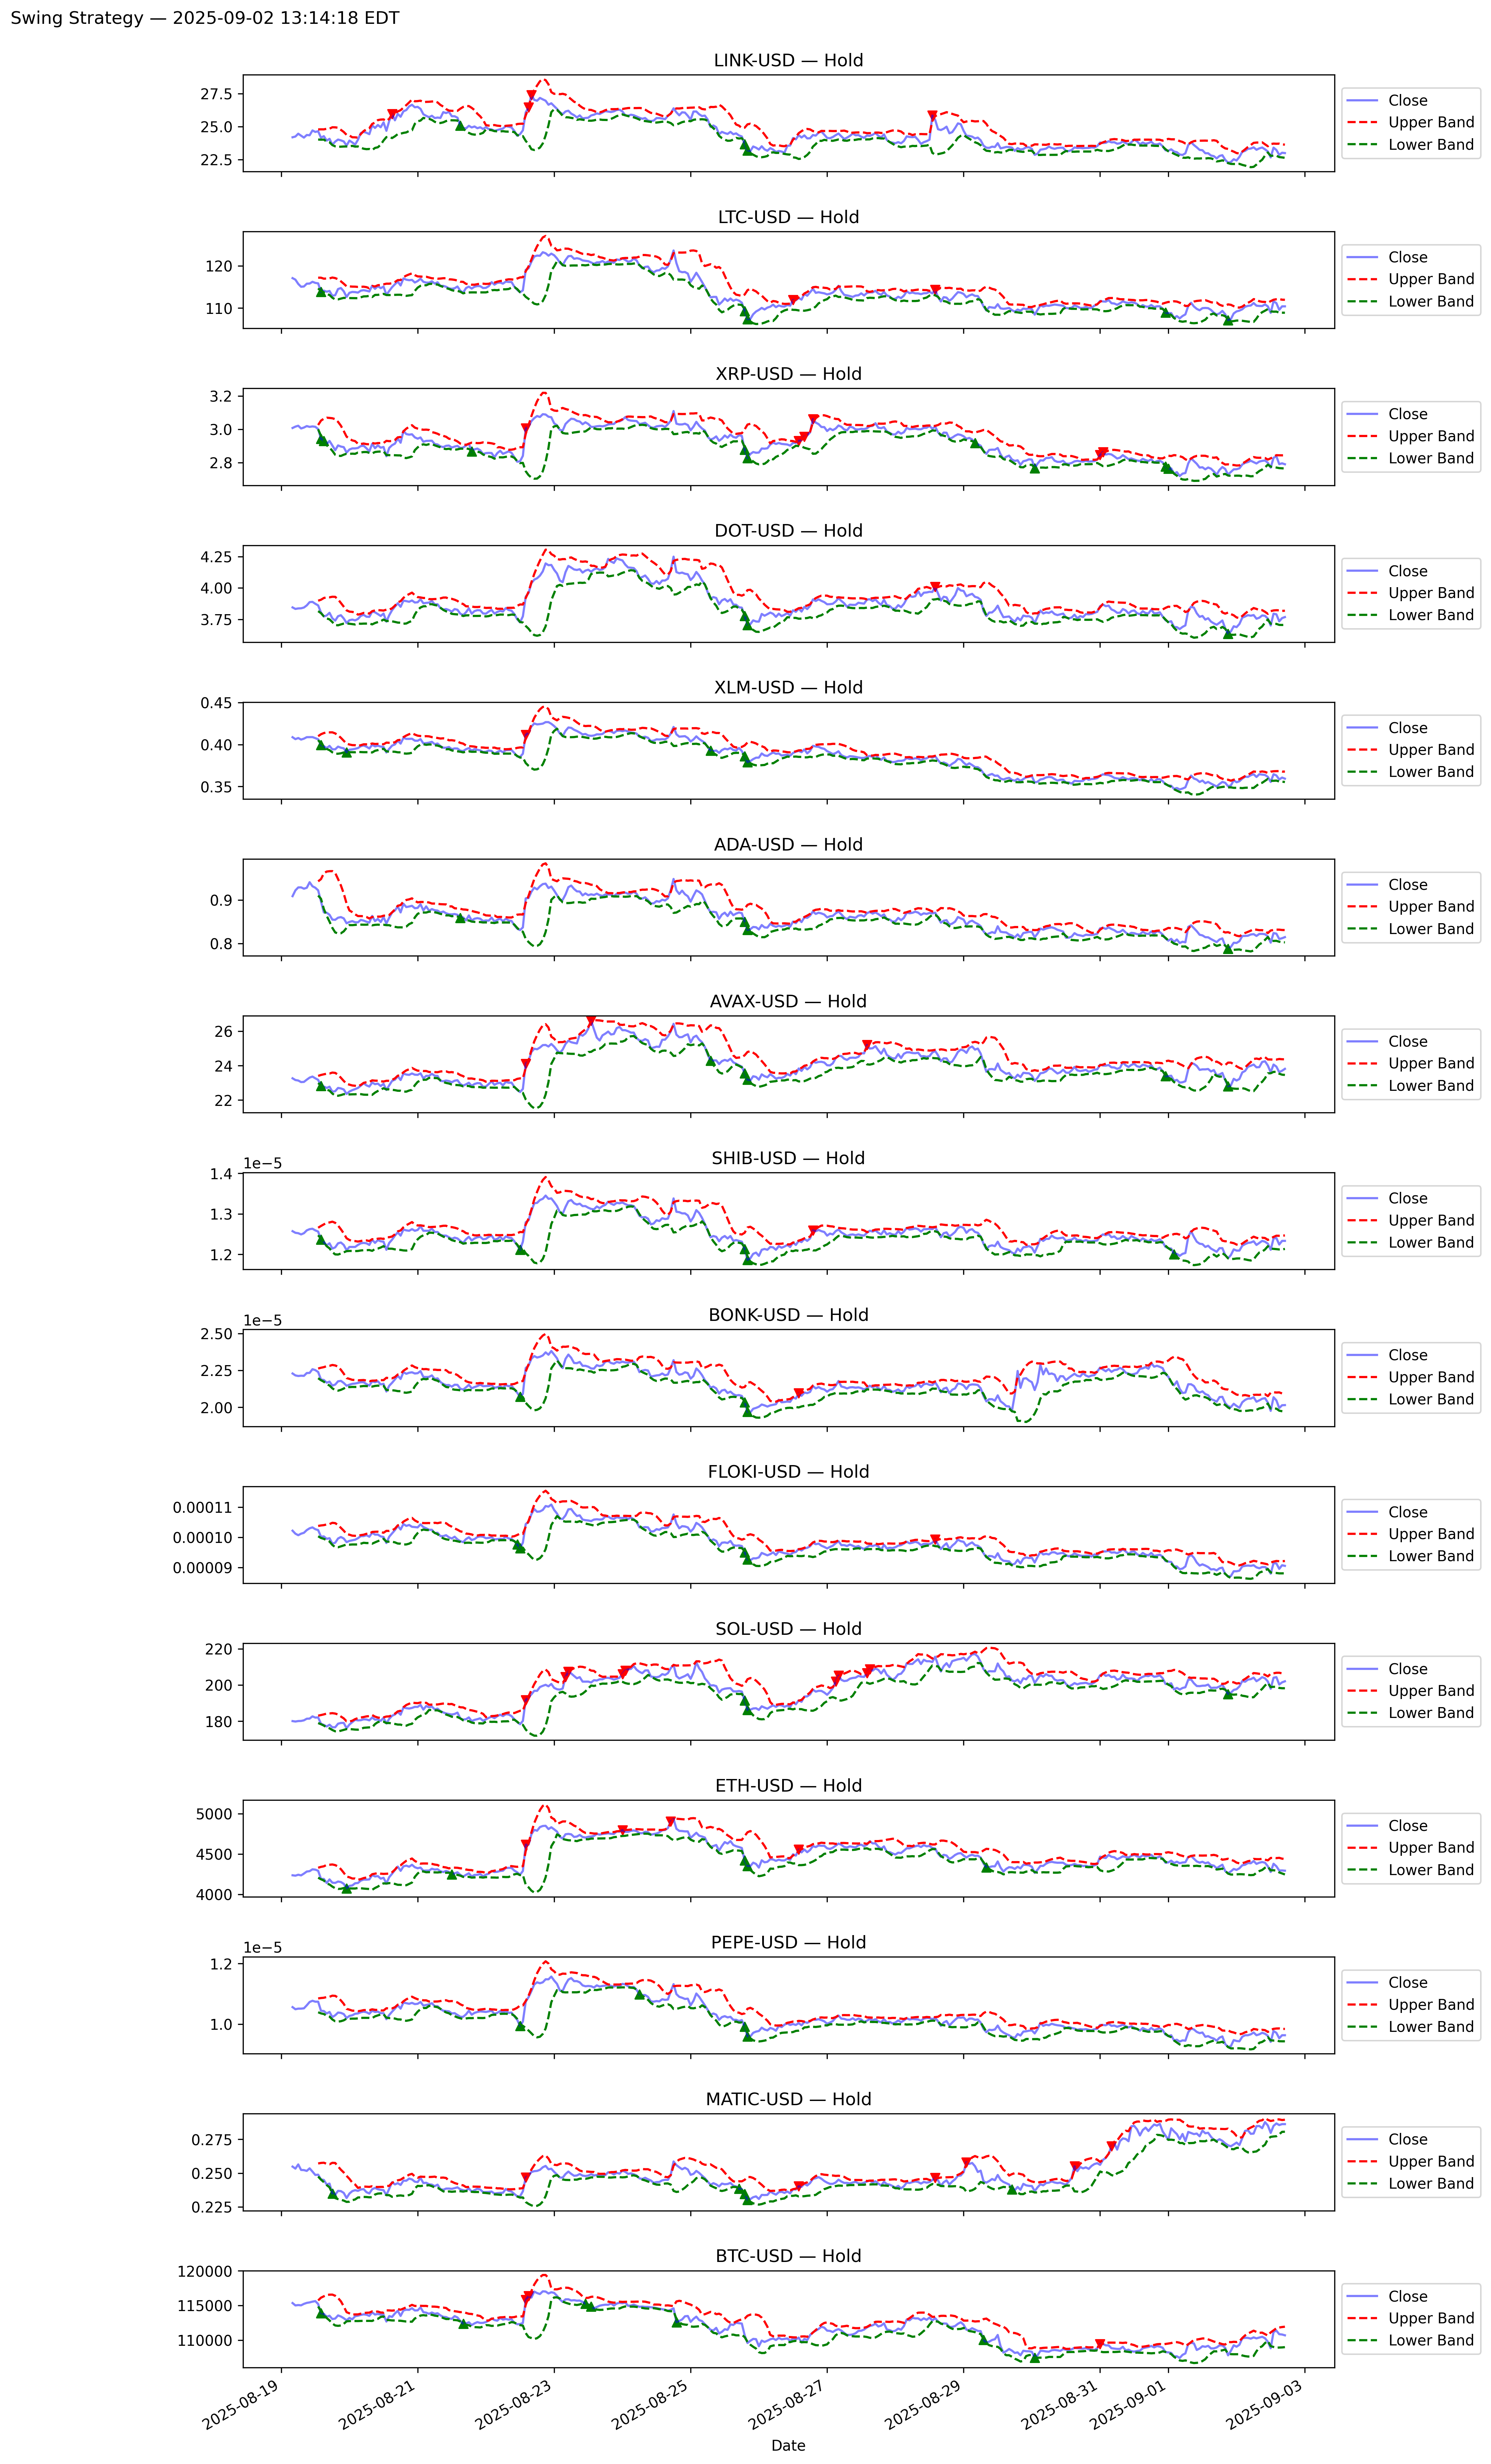 Swing Strategy — 2025-09-02 13:14:18 EDT
LINK-USD — Hold
27.5
25.0
22.5
Close
Upper Band
Lower Band
LTC-USD — Hold
120
110
Close
Upper Band
Lower Band
XRP-USD — Hold
3.2
3.0
2.8
Close
Upper Band
Lower Band
DOT-USD — Hold
4.25
4.00
3.75
Close
Upper Band
Lower Band
XLM-USD — Hold
0.45
0.40
0.35
Close
Upper Band
Lower Band
ADA-USD — Hold
0.9
0.8
Close
Upper Band
Lower Band
AVAX-USD — Hold
26
24
22
Close
Upper Band
Lower Band
SHIB-USD — Hold
1e−5
1.4
1.3
1.2
Close
Upper Band
Lower Band
BONK-USD — Hold
1e−5
2.50
2.25
2.00
Close
Upper Band
Lower Band
FLOKI-USD — Hold
0.00011
0.00010
0.00009
Close
Upper Band
Lower Band
SOL-USD — Hold
220
200
180
Close
Upper Band
Lower Band
ETH-USD — Hold
5000
4500
4000
Close
Upper Band
Lower Band
PEPE-USD — Hold
1e−5
1.2
1.0
Close
Upper Band
Lower Band
MATIC-USD — Hold
0.275
0.250
0.225
Close
Upper Band
Lower Band
BTC-USD — Hold
120000
115000
110000
Close
Upper Band
Lower Band
2025-08-19
2025-08-21
2025-08-23
2025-08-25
2025-08-27
2025-08-29
2025-08-31
2025-09-01
2025-09-03
Date